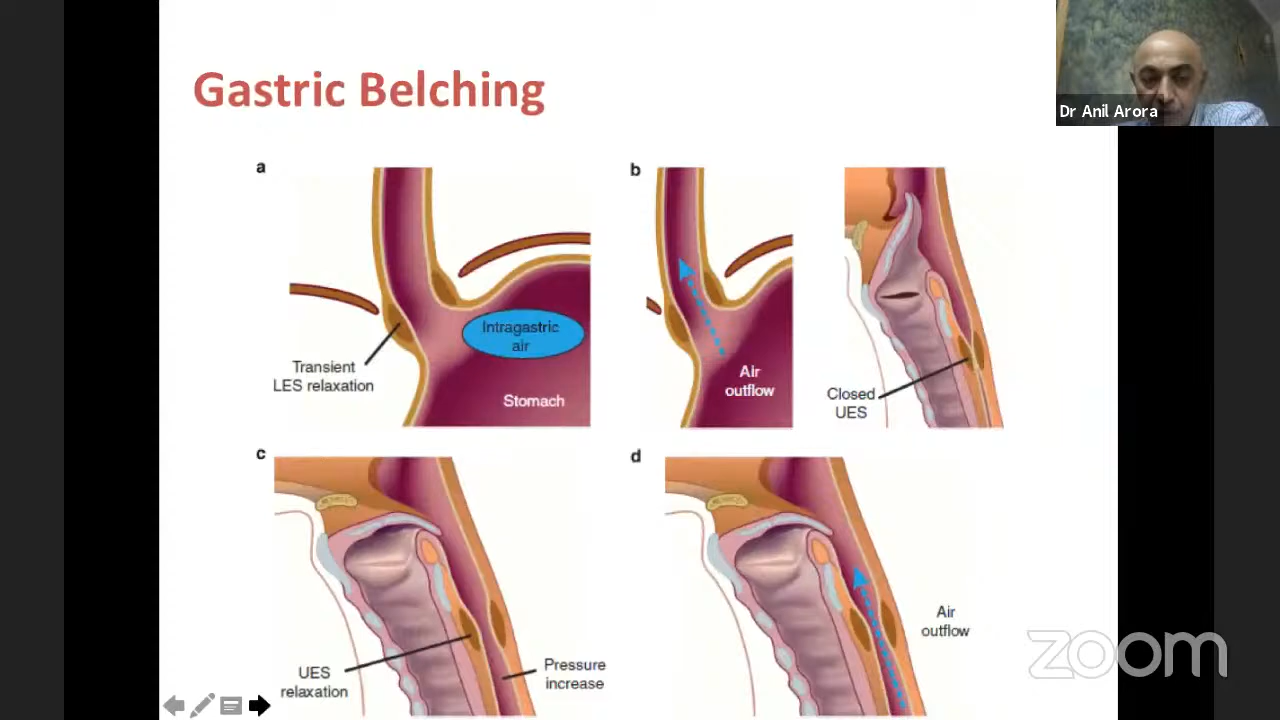 Gastric Belching
Dr Anil Arora
a
Intragastric
air
Transient
LES relaxation
Stomach
b
Air
outflow
Closed
UES
c
UES
relaxation
Pressure
increase
d
Air
outflow
zoom